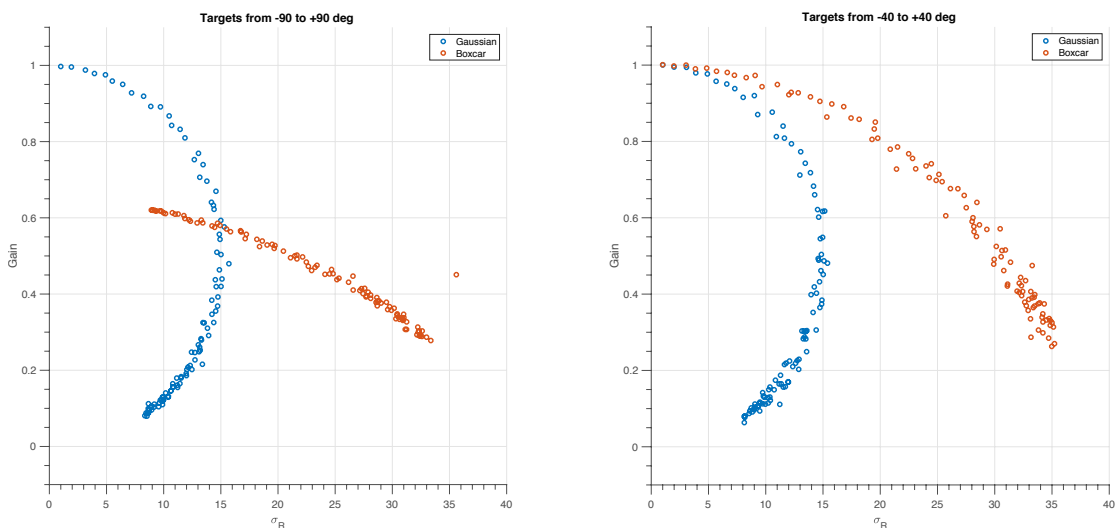 Targets from -90 to +90 deg
Gaussian
Boxcar
1
0.8
0.6
0.4
0.2
0
Gain
0 5 10 15 20 25 30 35 40
σ_R
Targets from -40 to +40 deg
Gaussian
Boxcar
1
0.8
0.6
0.4
0.2
0
Gain
0 5 10 15 20 25 30 35 40
σ_R